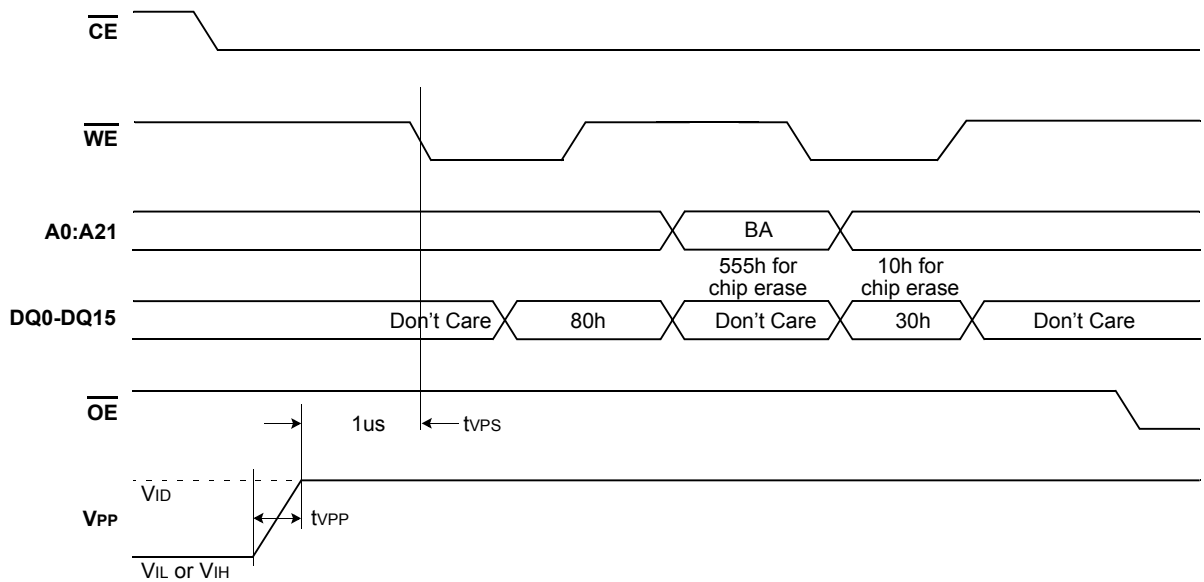 CE
WE
A0:A21
BA
555h for
chip erase
10h for
chip erase
DQ0-DQ15
Don't Care
80h
Don't Care
30h
Don't Care
OE
1us
tVPS
VID
VPP
tVPP
VIL or VIH